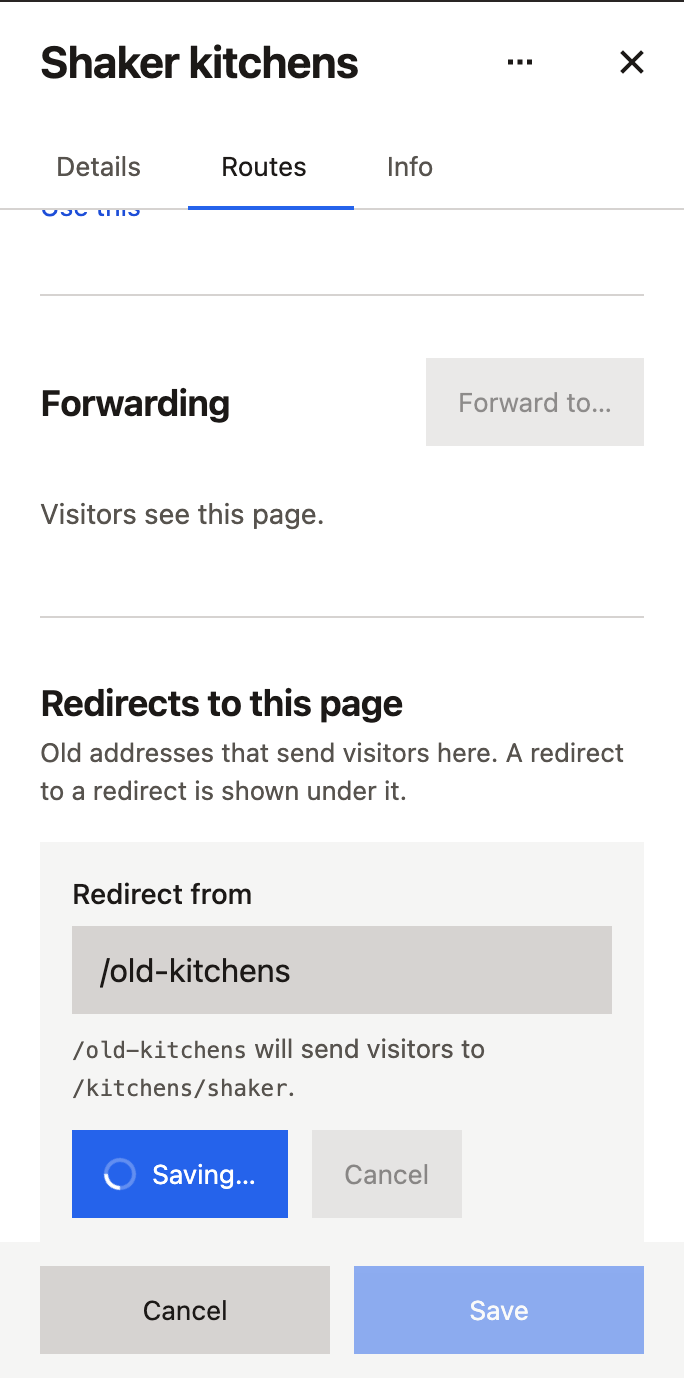 Shaker kitchens
Details Routes Info
Use this
Forwarding
Forward to...
Visitors see this page.
Redirects to this page
Old addresses that send visitors here. A redirect
to a redirect is shown under it.
Redirect from
/old-kitchens
/old-kitchens will send visitors to
/kitchens/shaker.
Saving... Cancel
Cancel Save